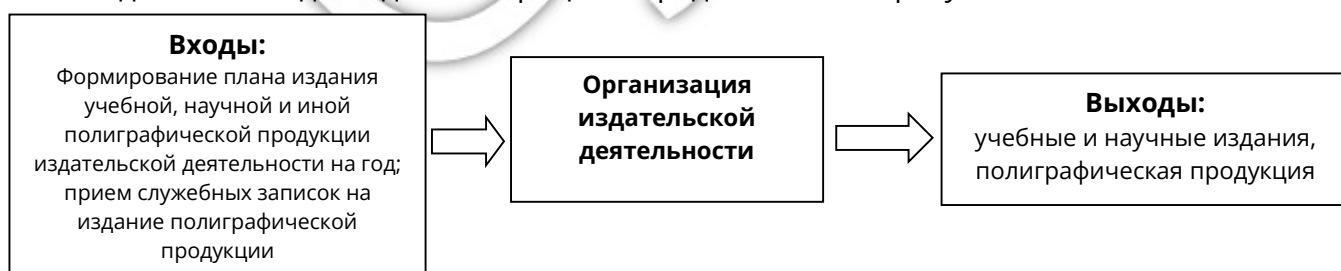 Входы:
Формирование плана издания
учебной, научной и иной
полиграфической продукции
издательской деятельности на год;
прием служебных записок на
издание полиграфической
продукции
Организация
издательской
деятельности
Выходы:
учебные и научные издания,
полиграфическая продукция